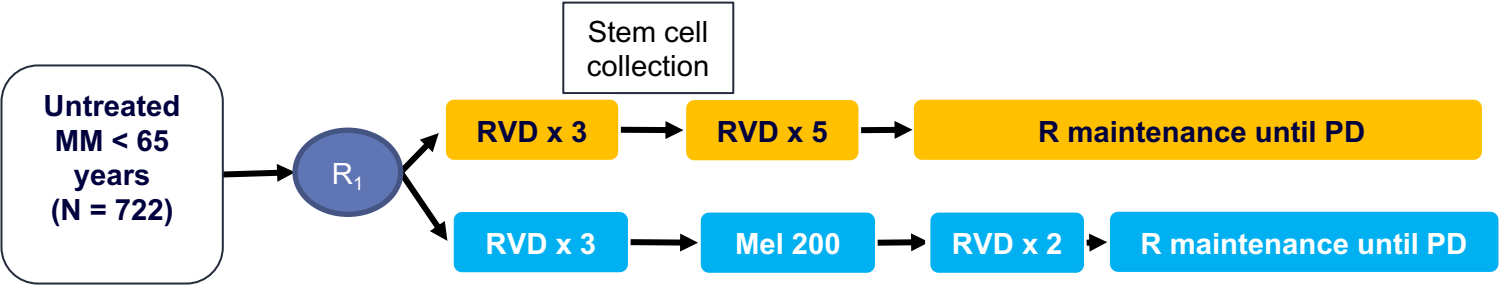 Stem cell
collection
Untreated
MM < 65
years
(N = 722)
R₁
RVD x 3
RVD x 5
R maintenance until PD
RVD x 3
Mel 200
RVD x 2
R maintenance until PD